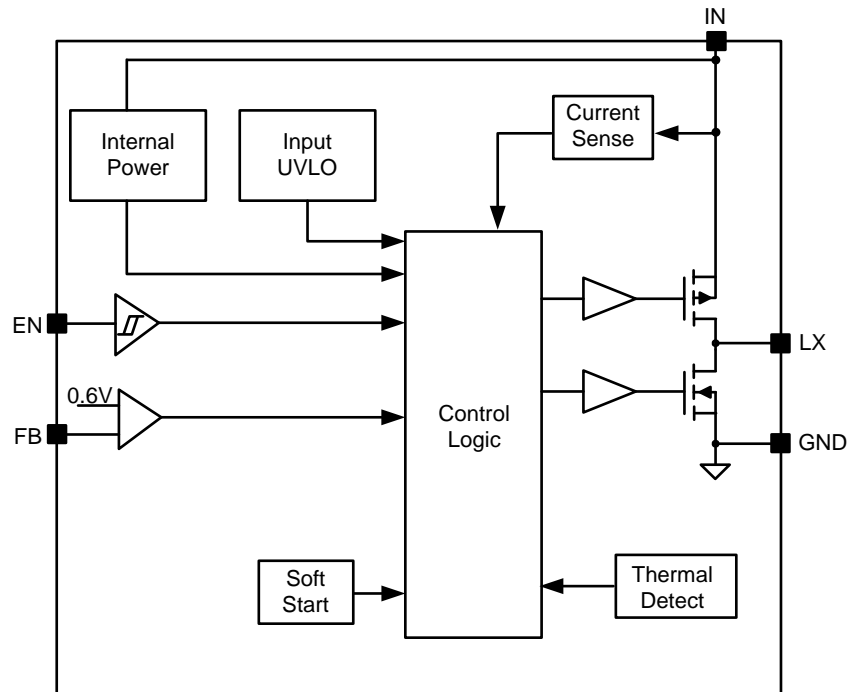 IN
Internal
Power
Input
UVLO
Current
Sense
EN
LX
0.6V
FB
Control
Logic
GND
Soft
Start
Thermal
Detect